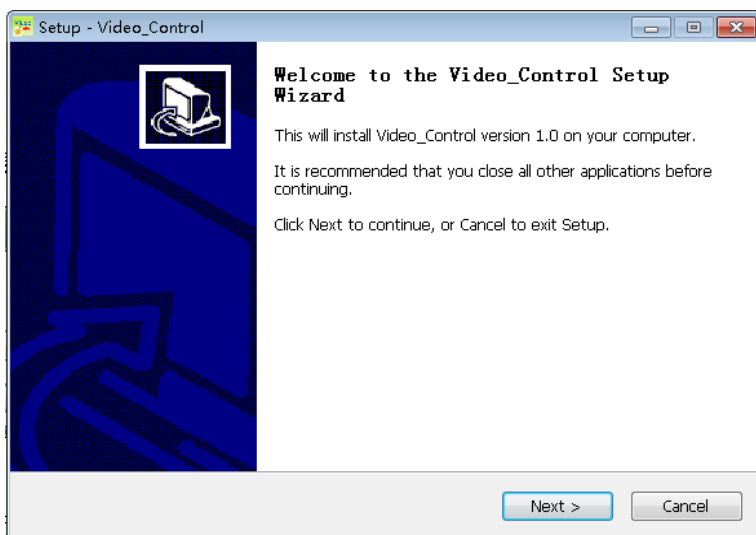 Setup - Video_Control
Welcome to the Video_Control Setup
Wizard
This will install Video_Control version 1.0 on your computer.
It is recommended that you close all other applications before
continuing.
Click Next to continue, or Cancel to exit Setup.
Next >
Cancel